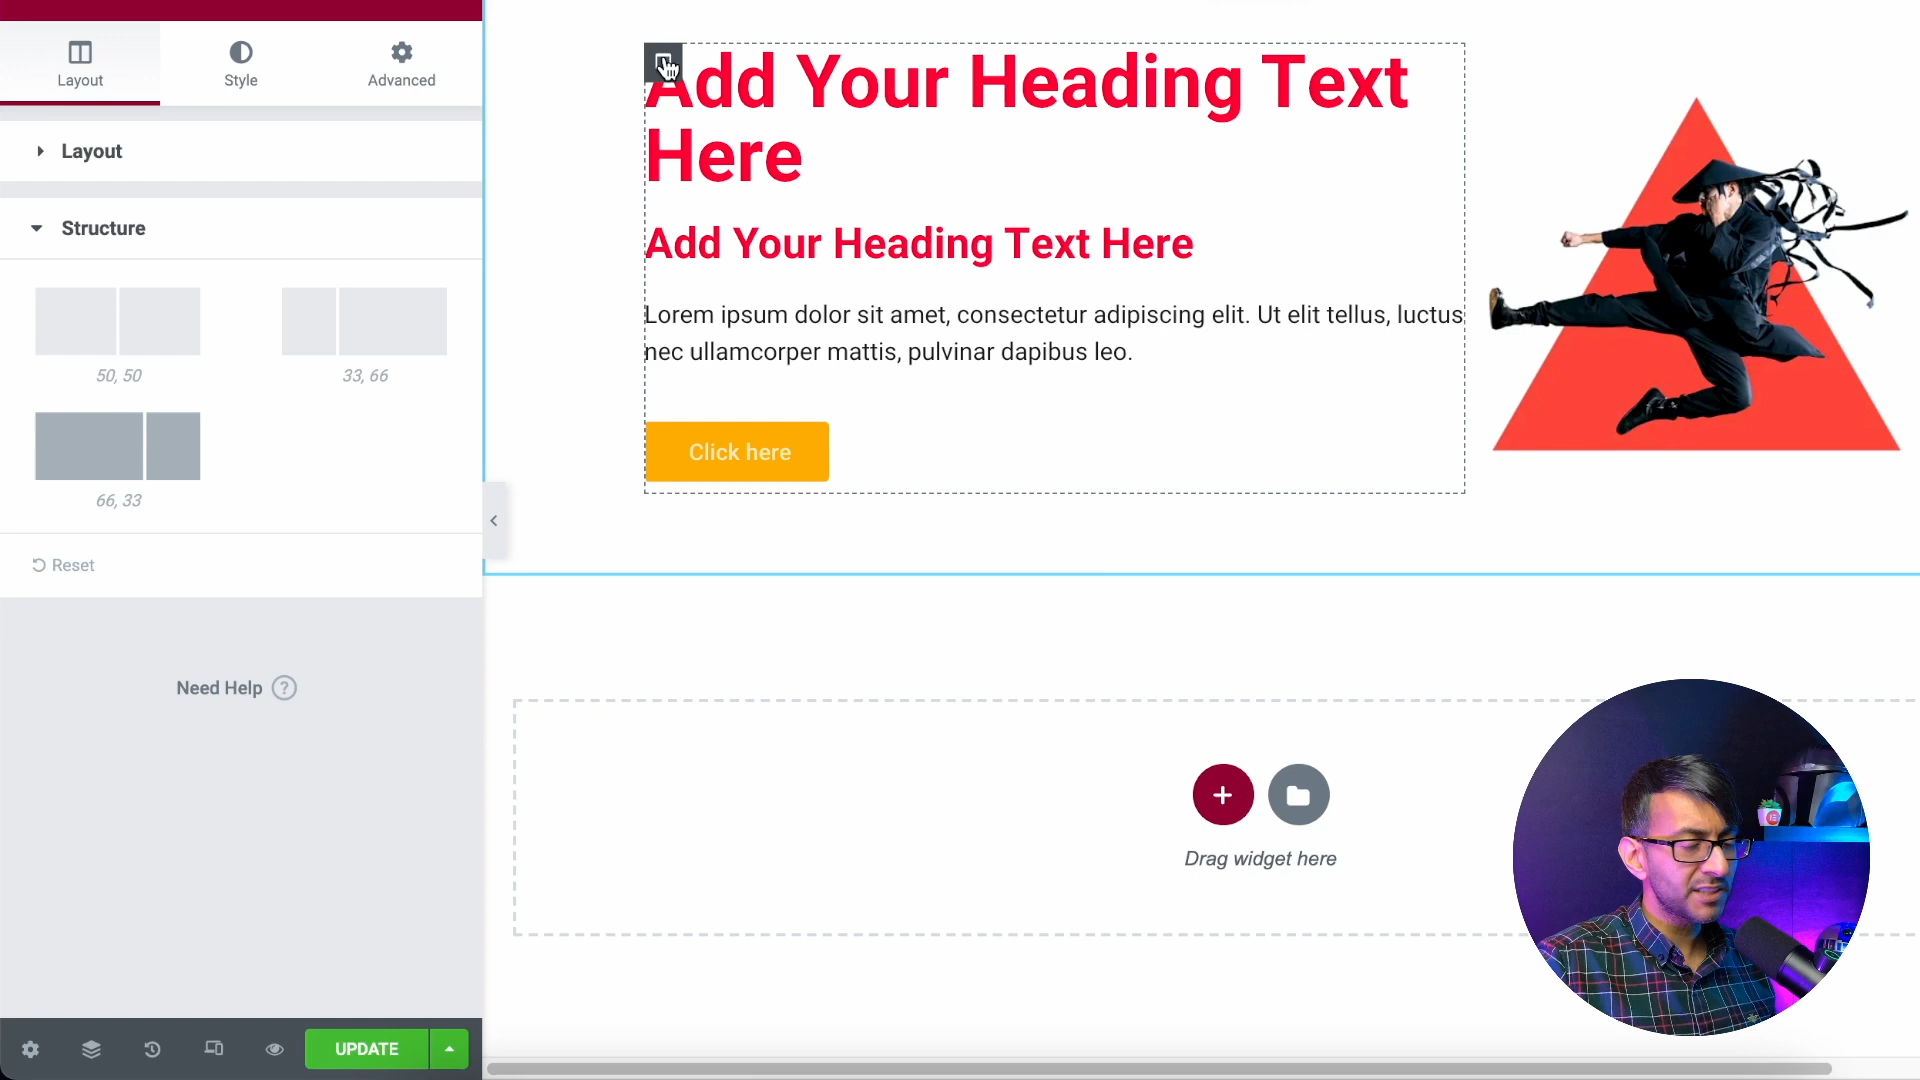 Layout
Style
Advanced
Layout
Structure
50, 50
33, 66
66, 33
Reset
Need Help ?
UPDATE
Add Your Heading Text
Here
Add Your Heading Text Here
Lorem ipsum dolor sit amet, consectetur adipiscing elit. Ut elit tellus, luctus
nec ullamcorper mattis, pulvinar dapibus leo.
Click here
Drag widget here